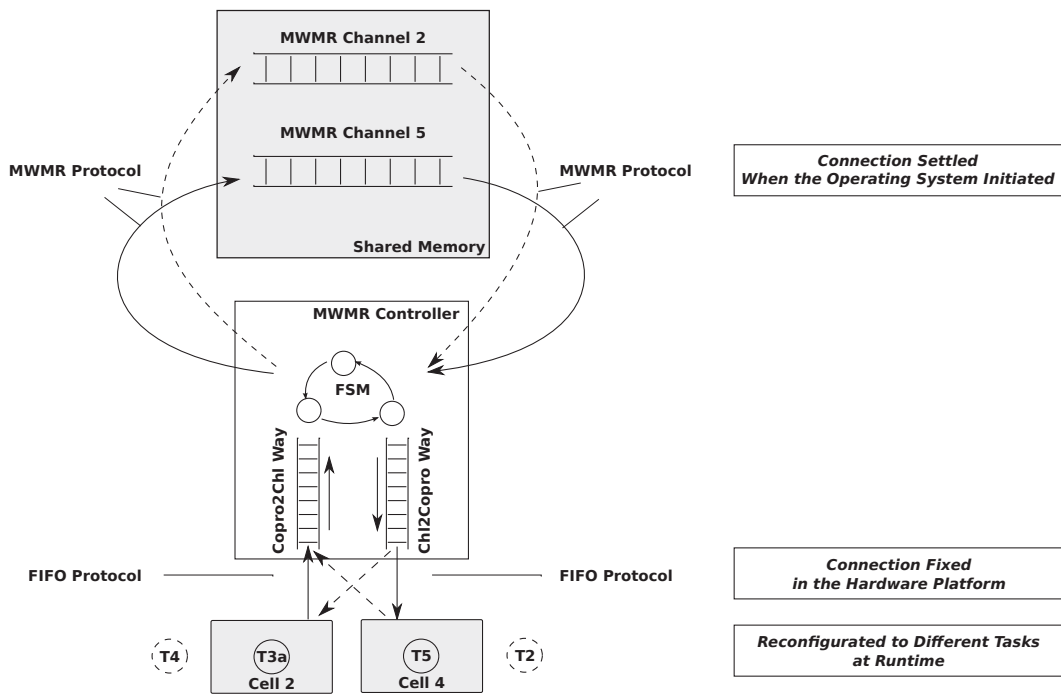 MWMR Channel 2
MWMR Channel 5
MWMR Protocol
MWMR Protocol
Connection Settled
When the Operating System Initiated
Shared Memory
MWMR Controller
FSM
Copro2Chl Way
Chl2Copro Way
FIFO Protocol
FIFO Protocol
Connection Fixed
in the Hardware Platform
T4
T3a
Cell 2
T5
Cell 4
T2
Reconfigurated to Different Tasks
at Runtime